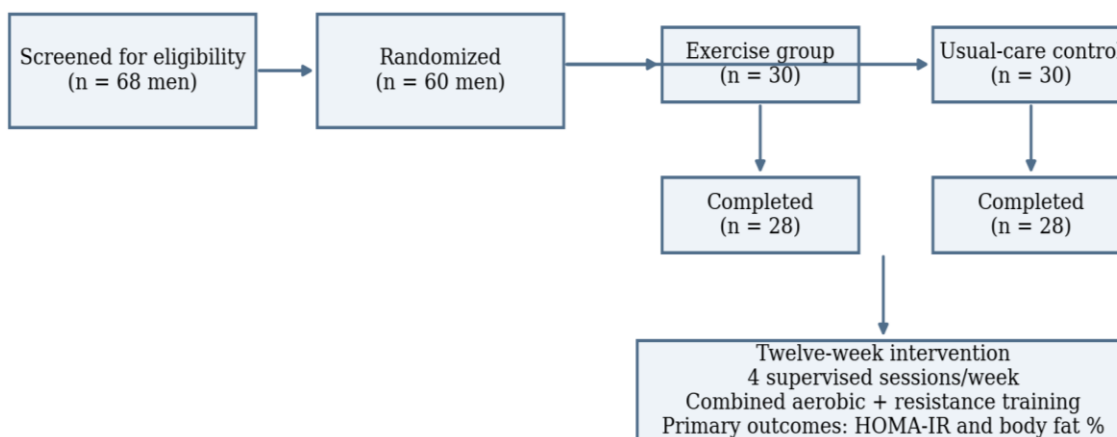 Screened for eligibility
(n = 68 men)
Randomized
(n = 60 men)
Exercise group
(n = 30)
Usual-care control
(n = 30)
Completed
(n = 28)
Completed
(n = 28)
Twelve-week intervention
4 supervised sessions/week
Combined aerobic + resistance training
Primary outcomes: HOMA-IR and body fat %